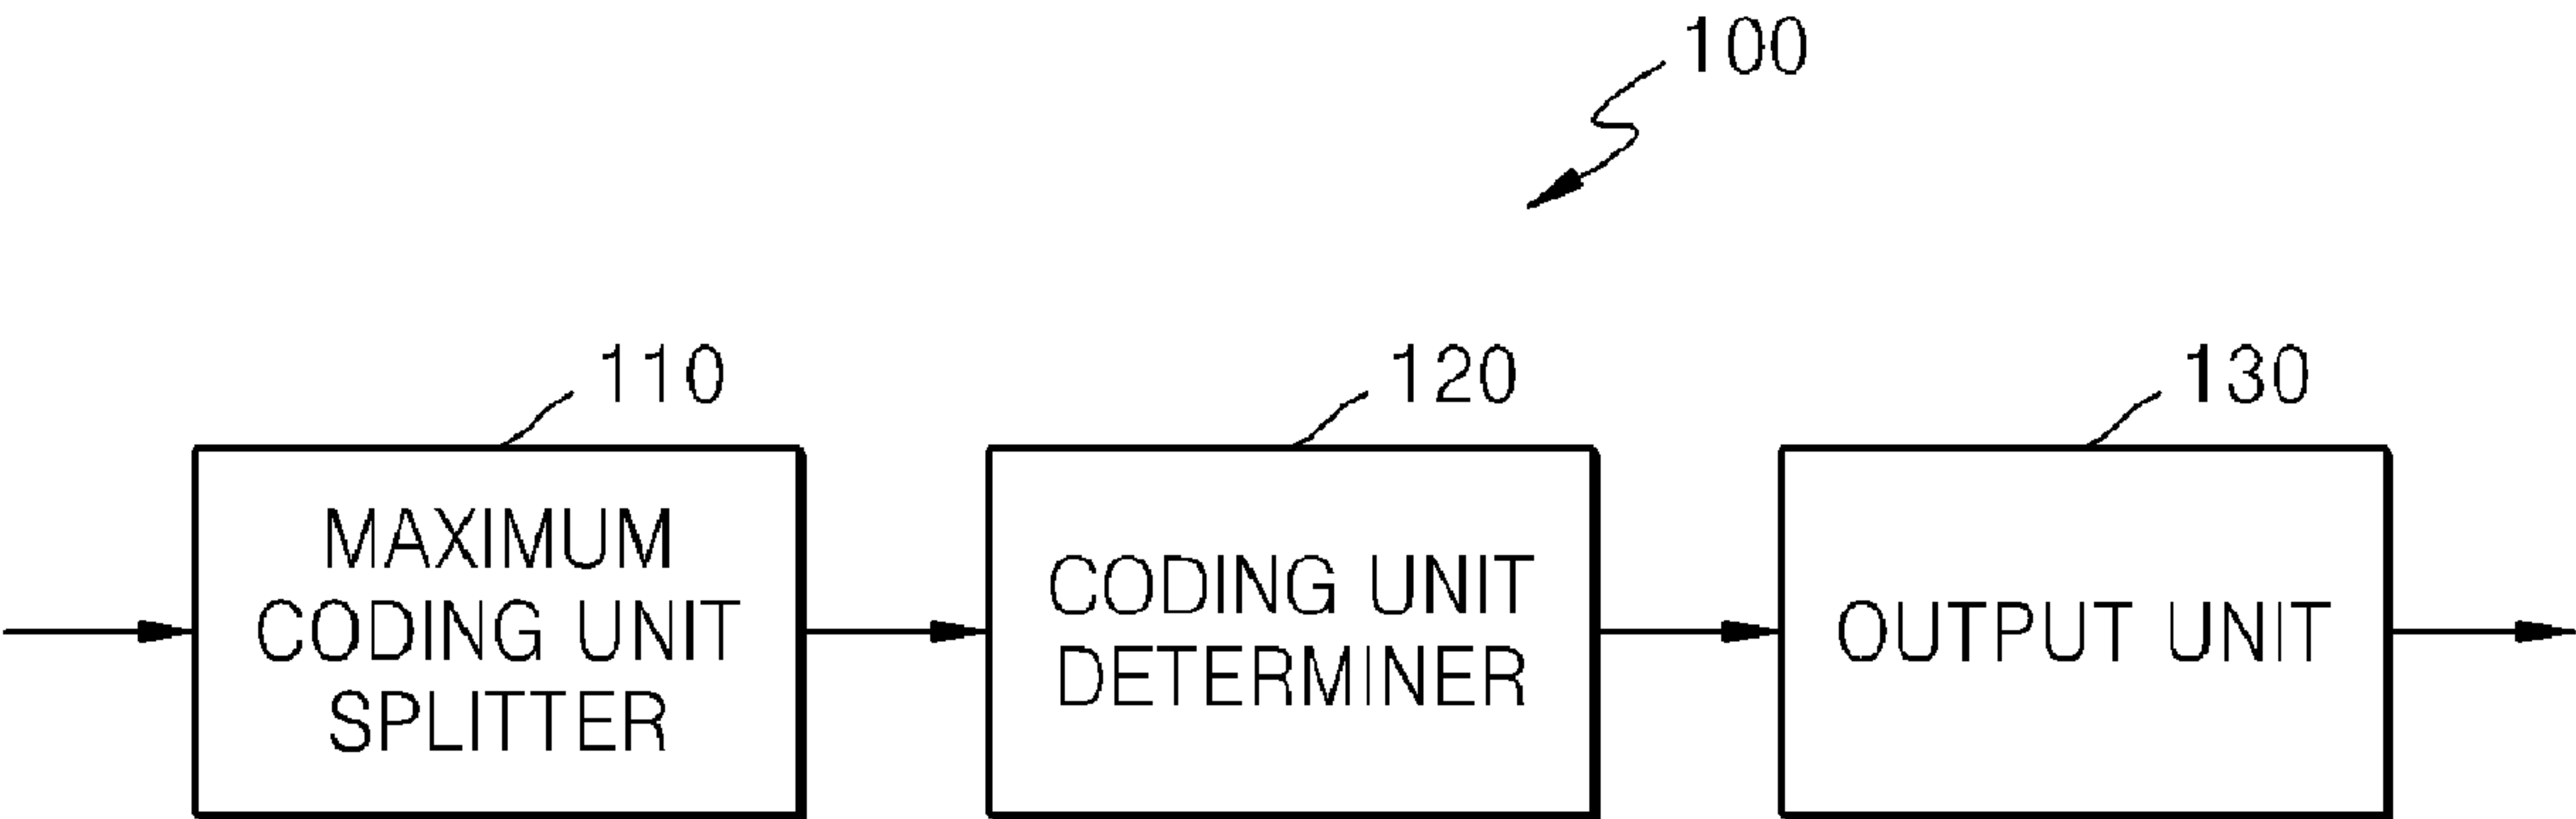 100
110
120
130
MAXIMUM
CODING UNIT
SPLITTER
CODING UNIT
DETERMINER
OUTPUT UNIT